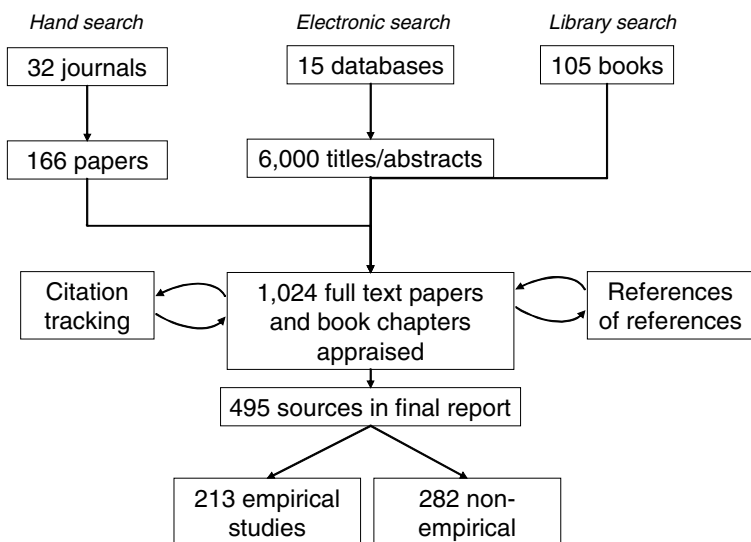 Hand search
Electronic search
Library search
32 journals
15 databases
105 books
166 papers
6,000 titles/abstracts
Citation
tracking
1,024 full text papers
and book chapters
appraised
References
of references
495 sources in final report
213 empirical
studies
282 non-
empirical